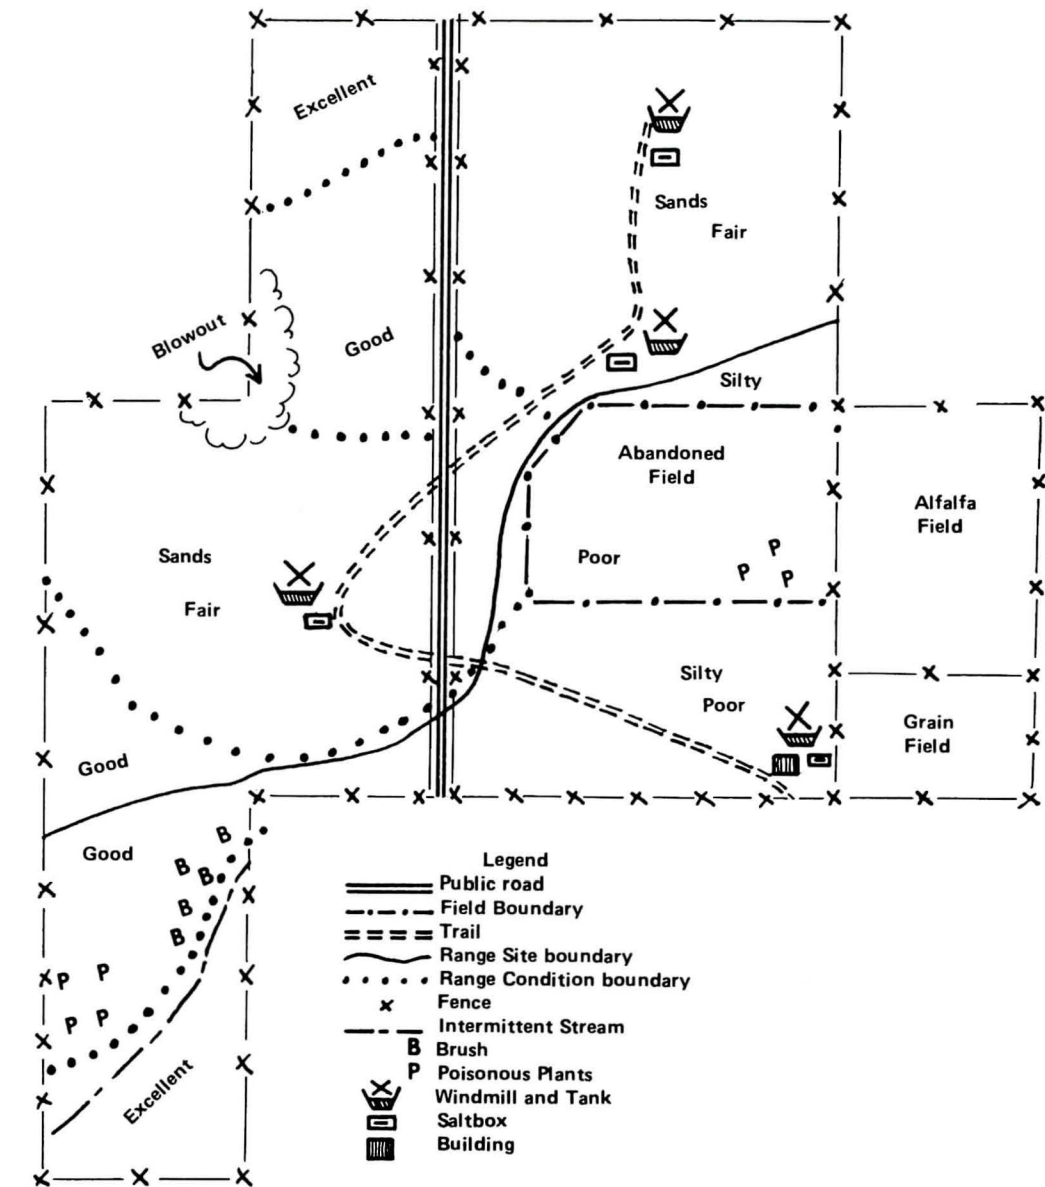 Excellent
Sands
Fair
Blowout
Good
Silty
Abandoned
Field
Alfalfa
Field
Sands
Fair
Poor
P
P
P
Silty
Poor
Grain
Field
Good
Good
B
B
B
B
B
P
P
P
P
Excellent
Legend
Public road
Field Boundary
Trail
Range Site boundary
Range Condition boundary
Fence
Intermittent Stream
B Brush
P Poisonous Plants
Windmill and Tank
Saltbox
Building